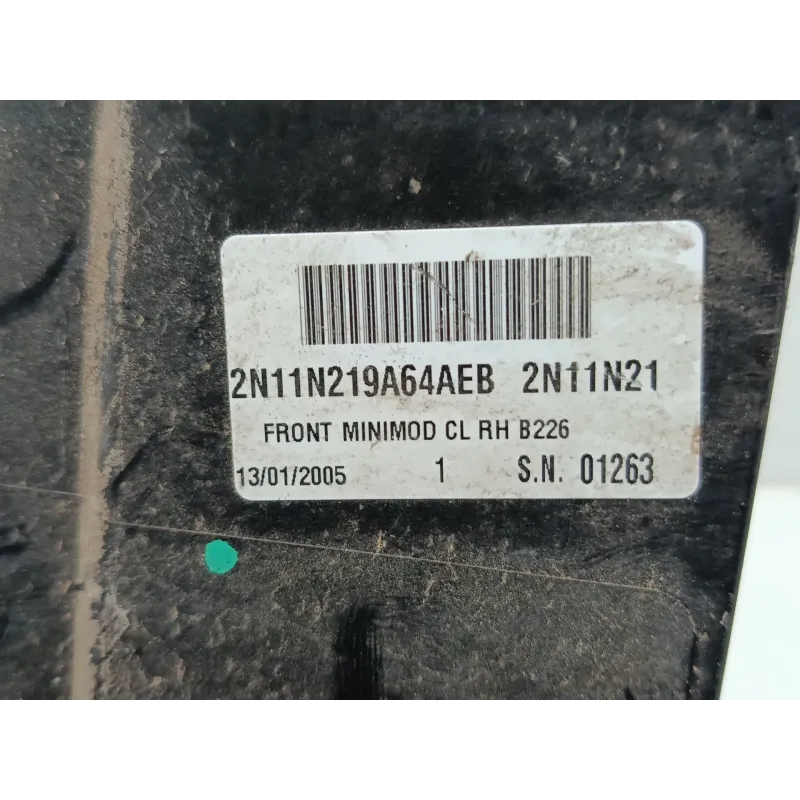 2N11N219A64AEB 2N11N21
FRONT MINIMOD CL RH B226
13/01/2005 1 S.N. 01263